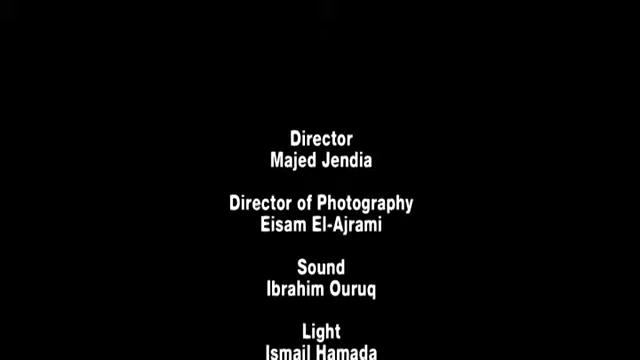 Director
Majed Jendia
Director of Photography
Eisam El-Ajrami
Sound
Ibrahim Ouruq
Light
Ismail Hamada